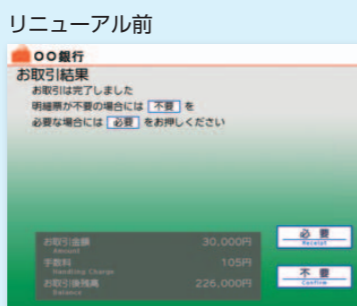 リニューアル前
〇〇銀行
お取引結果
お取引は完了しました
明細票が不要の場合には 不要 を
必要な場合には 必要 をお押しください
お取引金額 30,000円
Amount
手数料 105円
Handling Charge
お取引後残高 226,000円
Balance
必 要
Receipt
不 要
Confirm